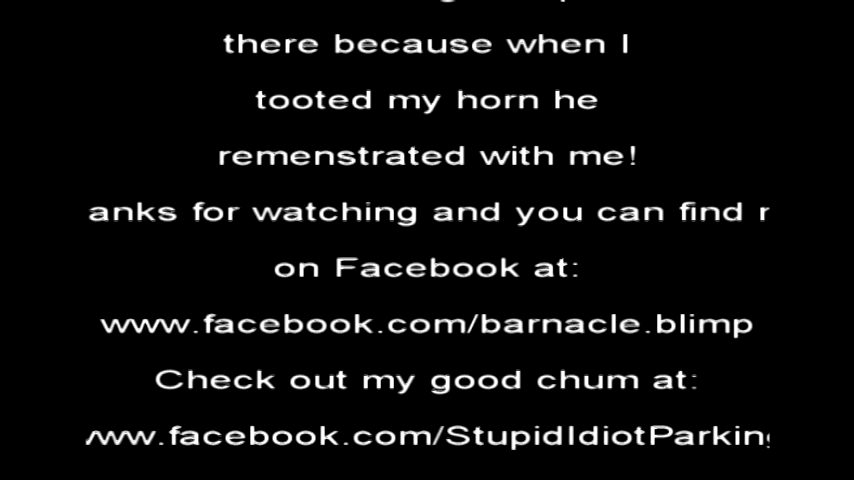 there because when I
tooted my horn he
remenstrated with me!
anks for watching and you can find
on Facebook at:
www.facebook.com/barnacle.blimp
Check out my good chum at:
ww.facebook.com/StupidIdiotParkin